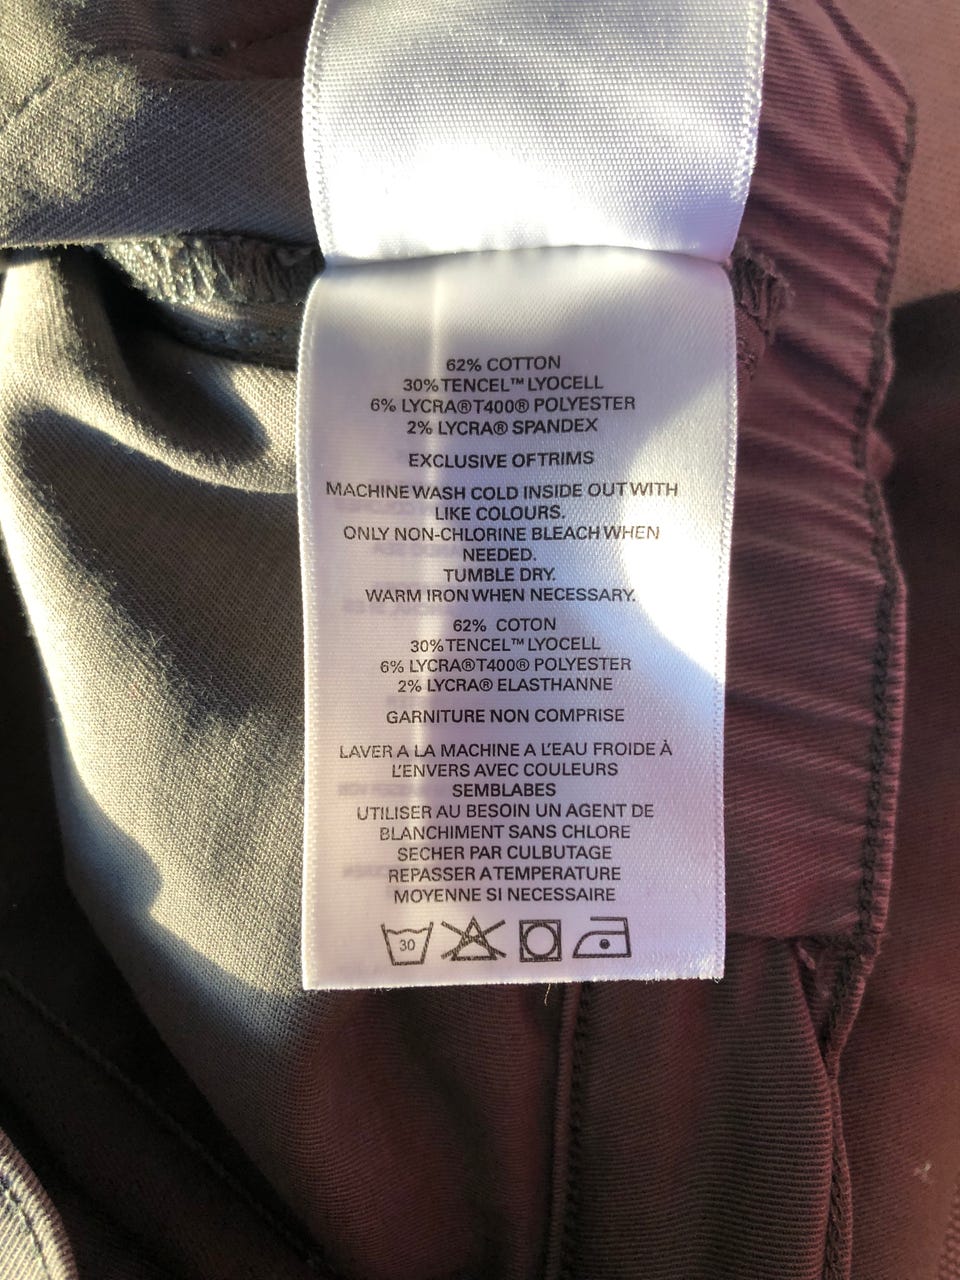 62% COTTON
30% TENCEL™ LYOCELL
6% LYCRA® T400® POLYESTER
2% LYCRA® SPANDEX
EXCLUSIVE OF TRIMS
MACHINE WASH COLD INSIDE OUT WITH
LIKE COLOURS.
ONLY NON-CHLORINE BLEACH WHEN
NEEDED.
TUMBLE DRY.
WARM IRON WHEN NECESSARY.
62% COTON
30% TENCEL™ LYOCELL
6% LYCRA® T400® POLYESTER
2% LYCRA® ELASTHANNE
GARNITURE NON COMPRISE
LAVER A LA MACHINE A L'EAU FROIDE À
L'ENVERS AVEC COULEURS
SEMBLABES
UTILISER AU BESOIN UN AGENT DE
BLANCHIMENT SANS CHLORE
SECHER PAR CULBUTAGE
REPASSER A TEMPERATURE
MOYENNE SI NECESSAIRE
30